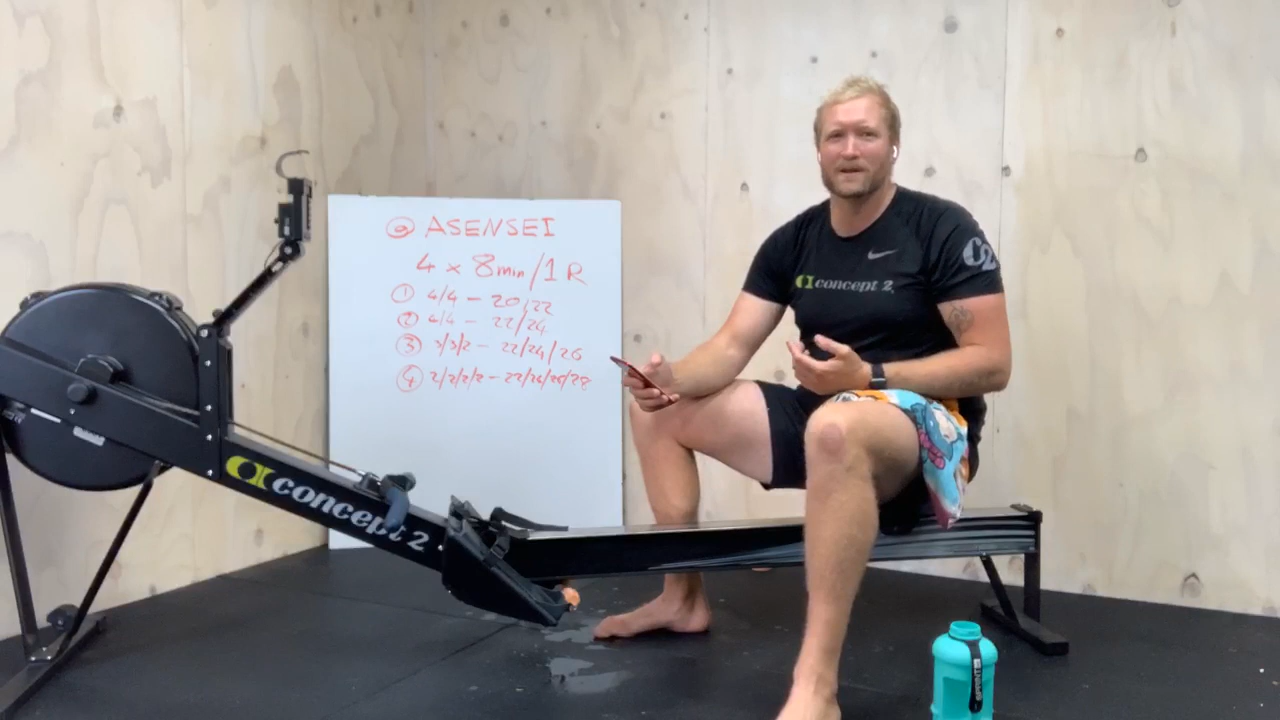 @ ASENSEI
4 x 8min/1R
① 4/4 - 20/22
② 4/4 - 22/24
③ 3/3/2 - 22/24/26
④ 2/2/2/2 - 22/24/26/28
concept 2
C2
concept 2
SPRINT